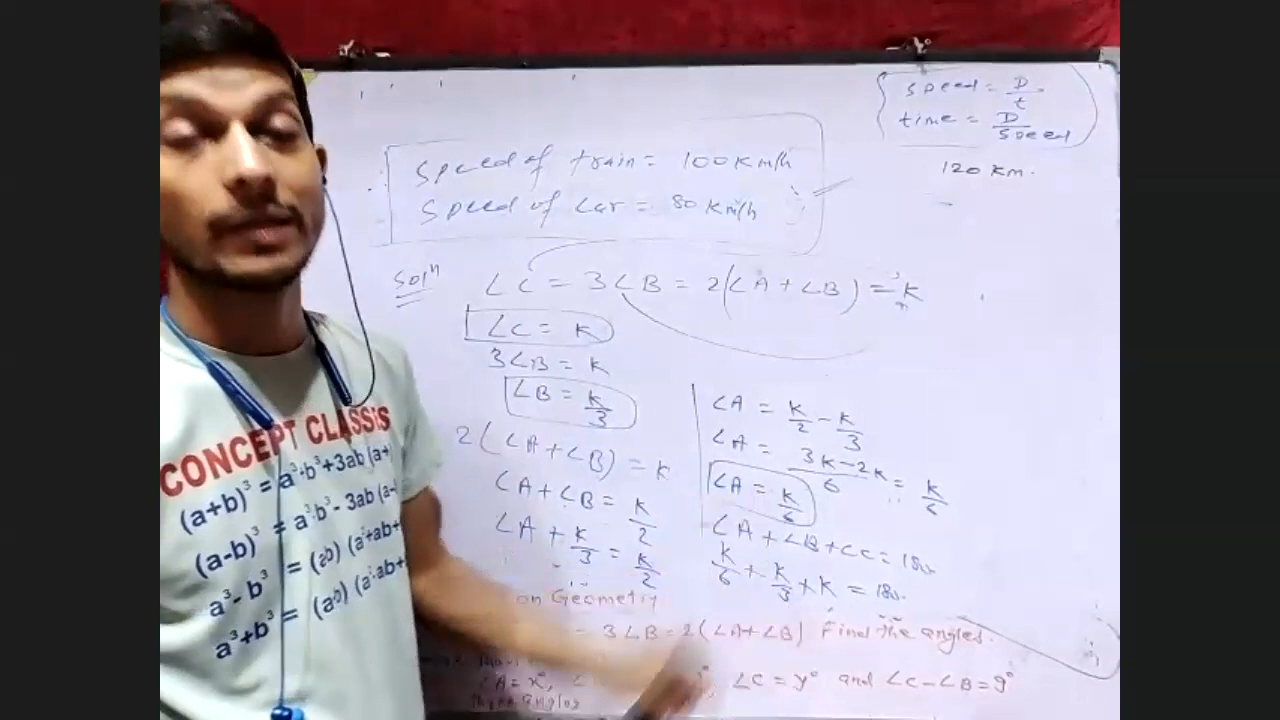 speed = D/t
time = D/speed
120 km.
∴ Speed of train = 100 km/h
Speed of car = 80 km/h
Solⁿ
∠C = 3∠B = 2(∠A + ∠B) = k
∠C = k
3∠B = k
∠B = k/3
2(∠A + ∠B) = k
∠A + ∠B = k/2
∠A + k/3 = k/2
∠A = k/2 - k/3
∠A = 3k-2k/6 = k/6
∠A = k/6
∠A + ∠B + ∠C = 180
k/6 + k/3 + k = 180.
on Geometry
= 3∠B = 2(∠A+∠B) Find the angles.
∠A = x°, ∠C = y° and ∠C - ∠B = 9°
angles
CONCEPT CLASSES
(a+b)³ = a³+b³+3ab(a+
(a-b)³ = a³-b³-3ab(a-
a³-b³ = (a-b) (a²+ab+
a³+b³ = (a+b) (a²-ab+